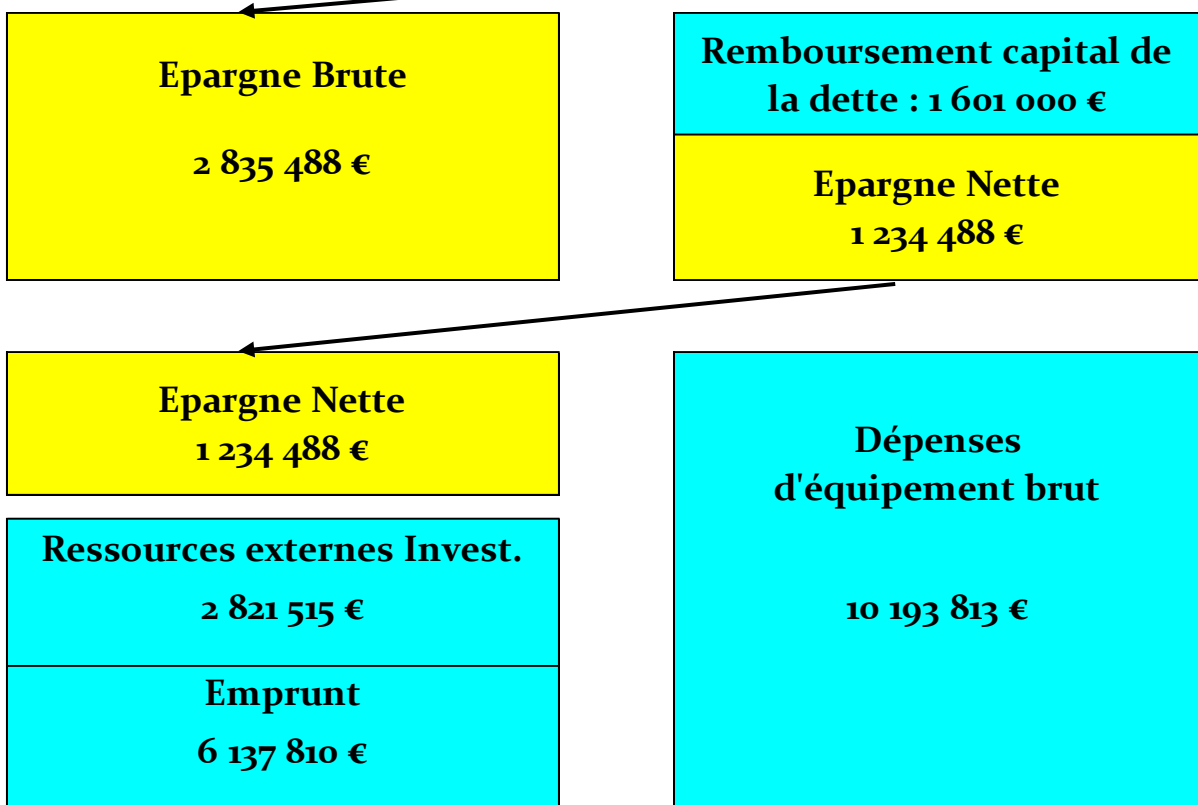 Epargne Brute
2 835 488 €
Remboursement capital de
la dette : 1 601 000 €
Epargne Nette
1 234 488 €
Epargne Nette
1 234 488 €
Ressources externes Invest.
2 821 515 €
Emprunt
6 137 810 €
Dépenses
d'équipement brut
10 193 813 €